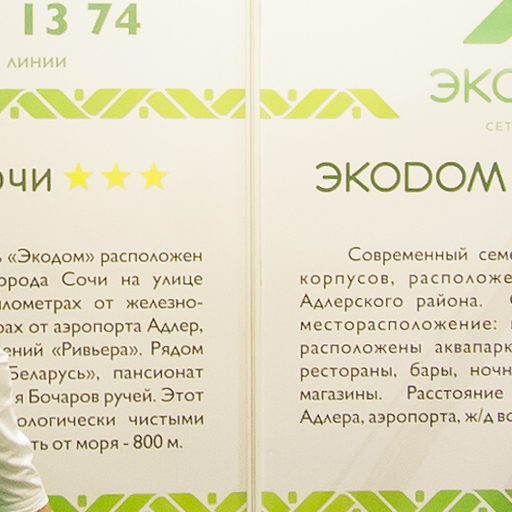 13 74
ЛИНИИ
ЭКО
СЕТ
ОЧИ
ЭКОDОМ
ь «Экодом» расположен
орода Сочи на улице
лометрах от железно-
рах от аэропорта Адлер,
ений «Ривьера». Рядом
Беларусь», пансионат
я Бочаров ручей. Этот
ологически чистыми
ть от моря - 800 м.
Современный семе
корпусов, расположе
Адлерского района.
месторасположение:
расположены аквапарк
рестораны, бары, ночн
магазины. Расстояние
Адлера, аэропорта, ж/д во